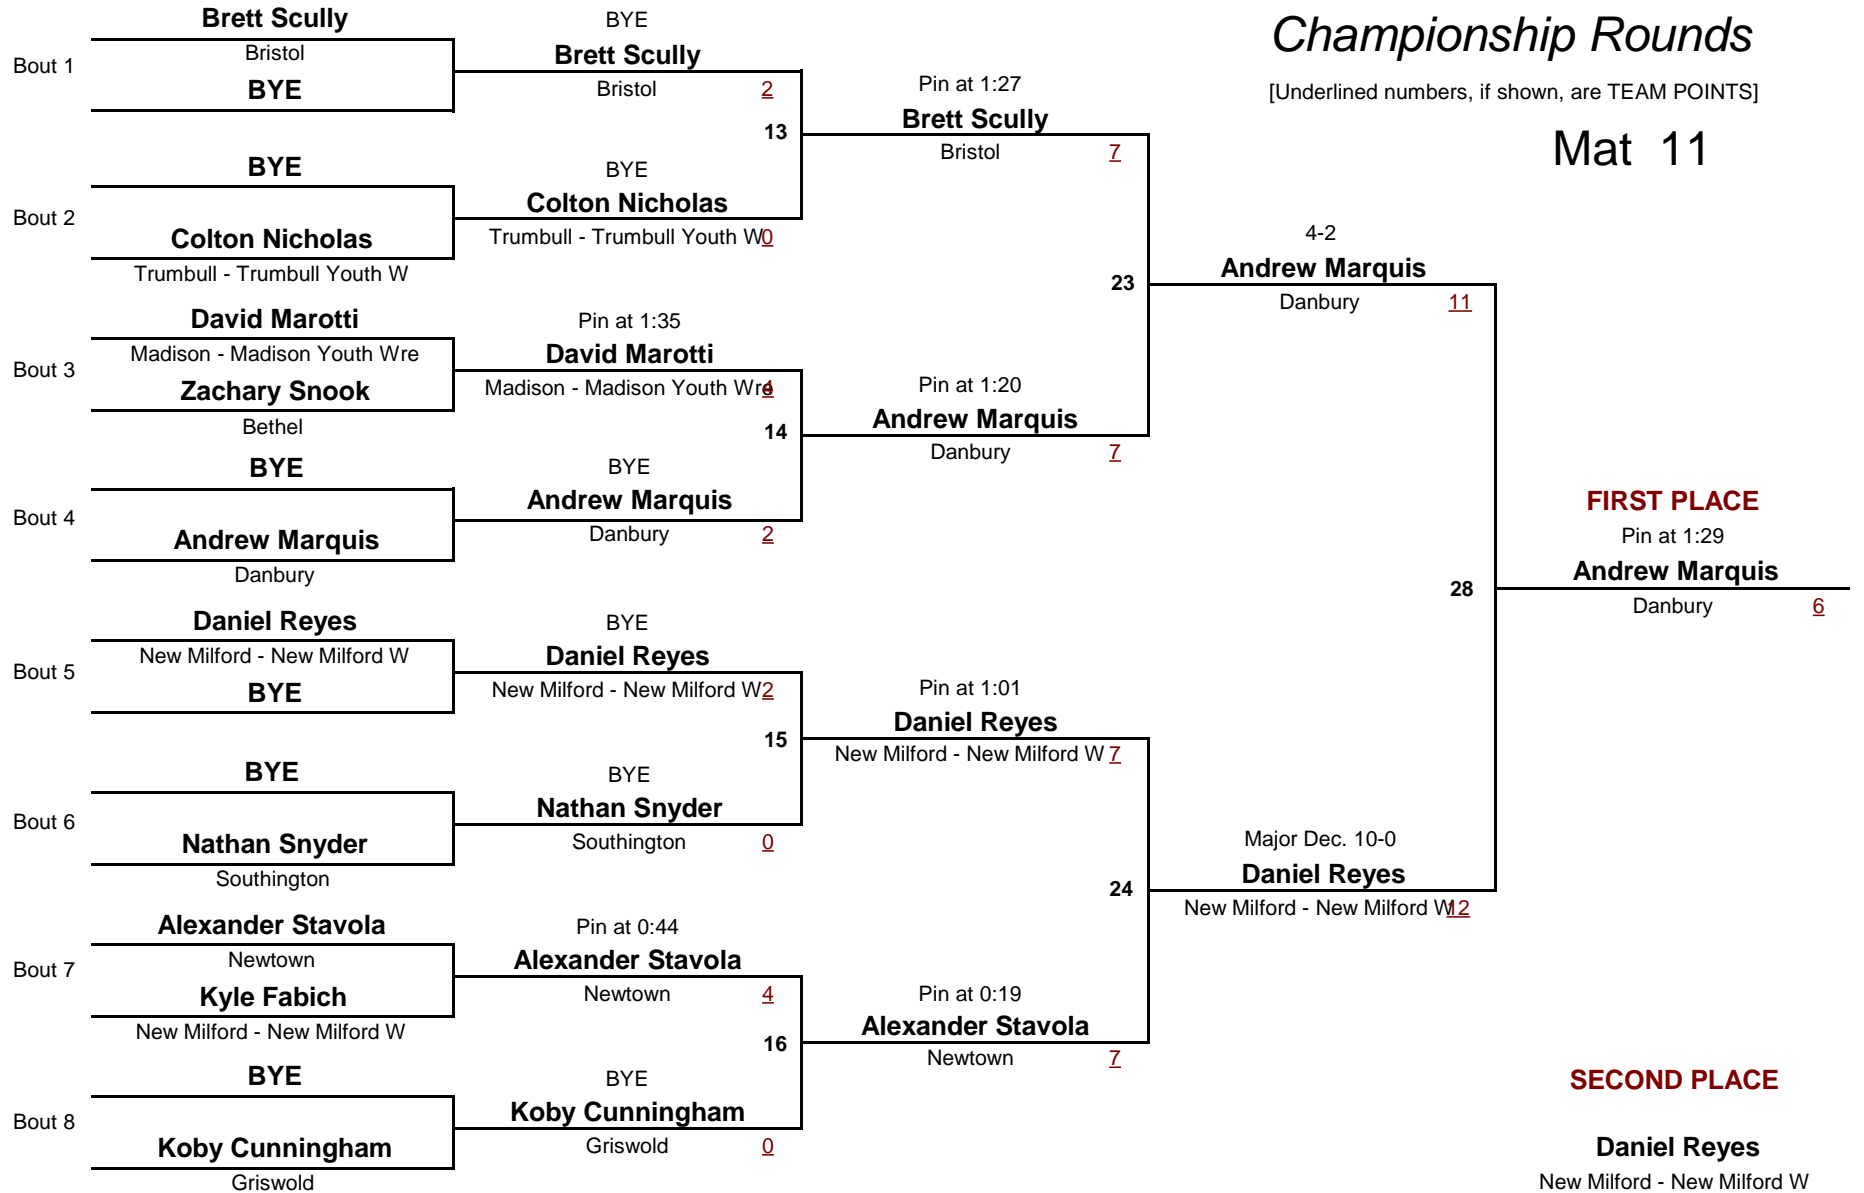 Championship Rounds
[Underlined numbers, if shown, are TEAM POINTS]
Mat 11
Bout 1
Brett Scully
Bristol
BYE
Bout 2
BYE
Colton Nicholas
Trumbull - Trumbull Youth W
Bout 3
David Marotti
Madison - Madison Youth Wre
Zachary Snook
Bethel
Bout 4
BYE
Andrew Marquis
Danbury
Bout 5
Daniel Reyes
New Milford - New Milford W
BYE
Bout 6
BYE
Nathan Snyder
Southington
Bout 7
Alexander Stavola
Newtown
Kyle Fabich
New Milford - New Milford W
Bout 8
BYE
Koby Cunningham
Griswold
BYE
Brett Scully
Bristol 2
13
BYE
Colton Nicholas
Trumbull - Trumbull Youth W 0
Pin at 1:35
David Marotti
Madison - Madison Youth Wre 4
14
BYE
Andrew Marquis
Danbury 2
BYE
Daniel Reyes
New Milford - New Milford W 2
15
BYE
Nathan Snyder
Southington 0
Pin at 0:44
Alexander Stavola
Newtown 4
16
BYE
Koby Cunningham
Griswold 0
Pin at 1:27
Brett Scully
Bristol 7
23
Pin at 1:20
Andrew Marquis
Danbury 7
Pin at 1:01
Daniel Reyes
New Milford - New Milford W 7
24
Pin at 0:19
Alexander Stavola
Newtown 7
4-2
Andrew Marquis
Danbury 11
28
Major Dec. 10-0
Daniel Reyes
New Milford - New Milford W 12
FIRST PLACE
Pin at 1:29
Andrew Marquis
Danbury 6
SECOND PLACE
Daniel Reyes
New Milford - New Milford W